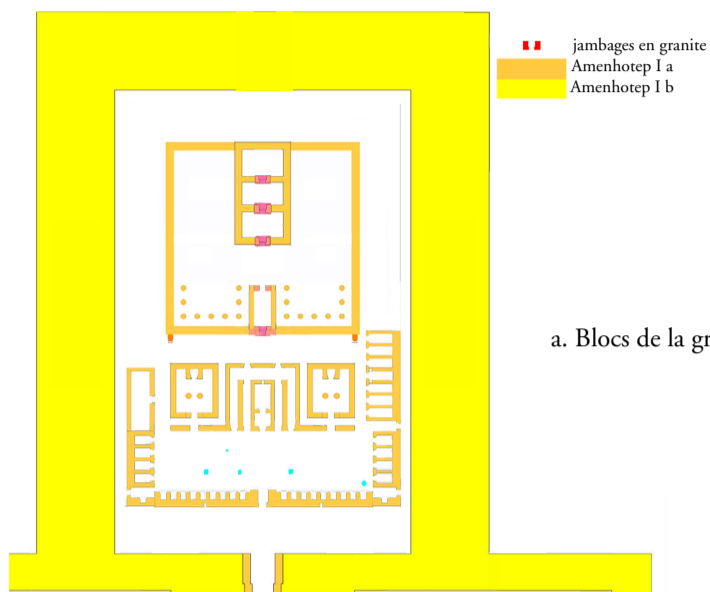 jambages en granite
Amenhotep I a
Amenhotep I b
a. Blocs de la